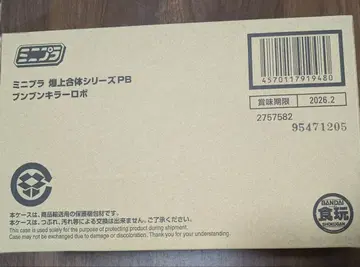 ミニプラ
ミニプラ 爆上合体シリーズPB
ブンブンキラーロボ
4570117919480
賞味期限 2026.2
2757582
95471205
本ケースは、商品輸送用の保護梱包材です。
本ケースは、つぶれ、汚れ等による交換は出来ません。ご了承ください。
This case is used solely for the purpose of protecting product during shipment.
Case may not be exchanged due to damage or discoloration. Thank you for your understanding.
BANDAI
食玩
SHOKUGAN